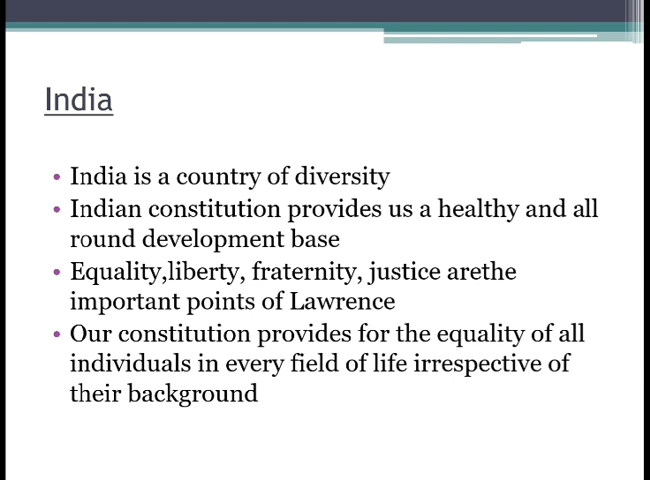 India
• India is a country of diversity
• Indian constitution provides us a healthy and all
round development base
• Equality,liberty, fraternity, justice arethe
important points of Lawrence
• Our constitution provides for the equality of all
individuals in every field of life irrespective of
their background